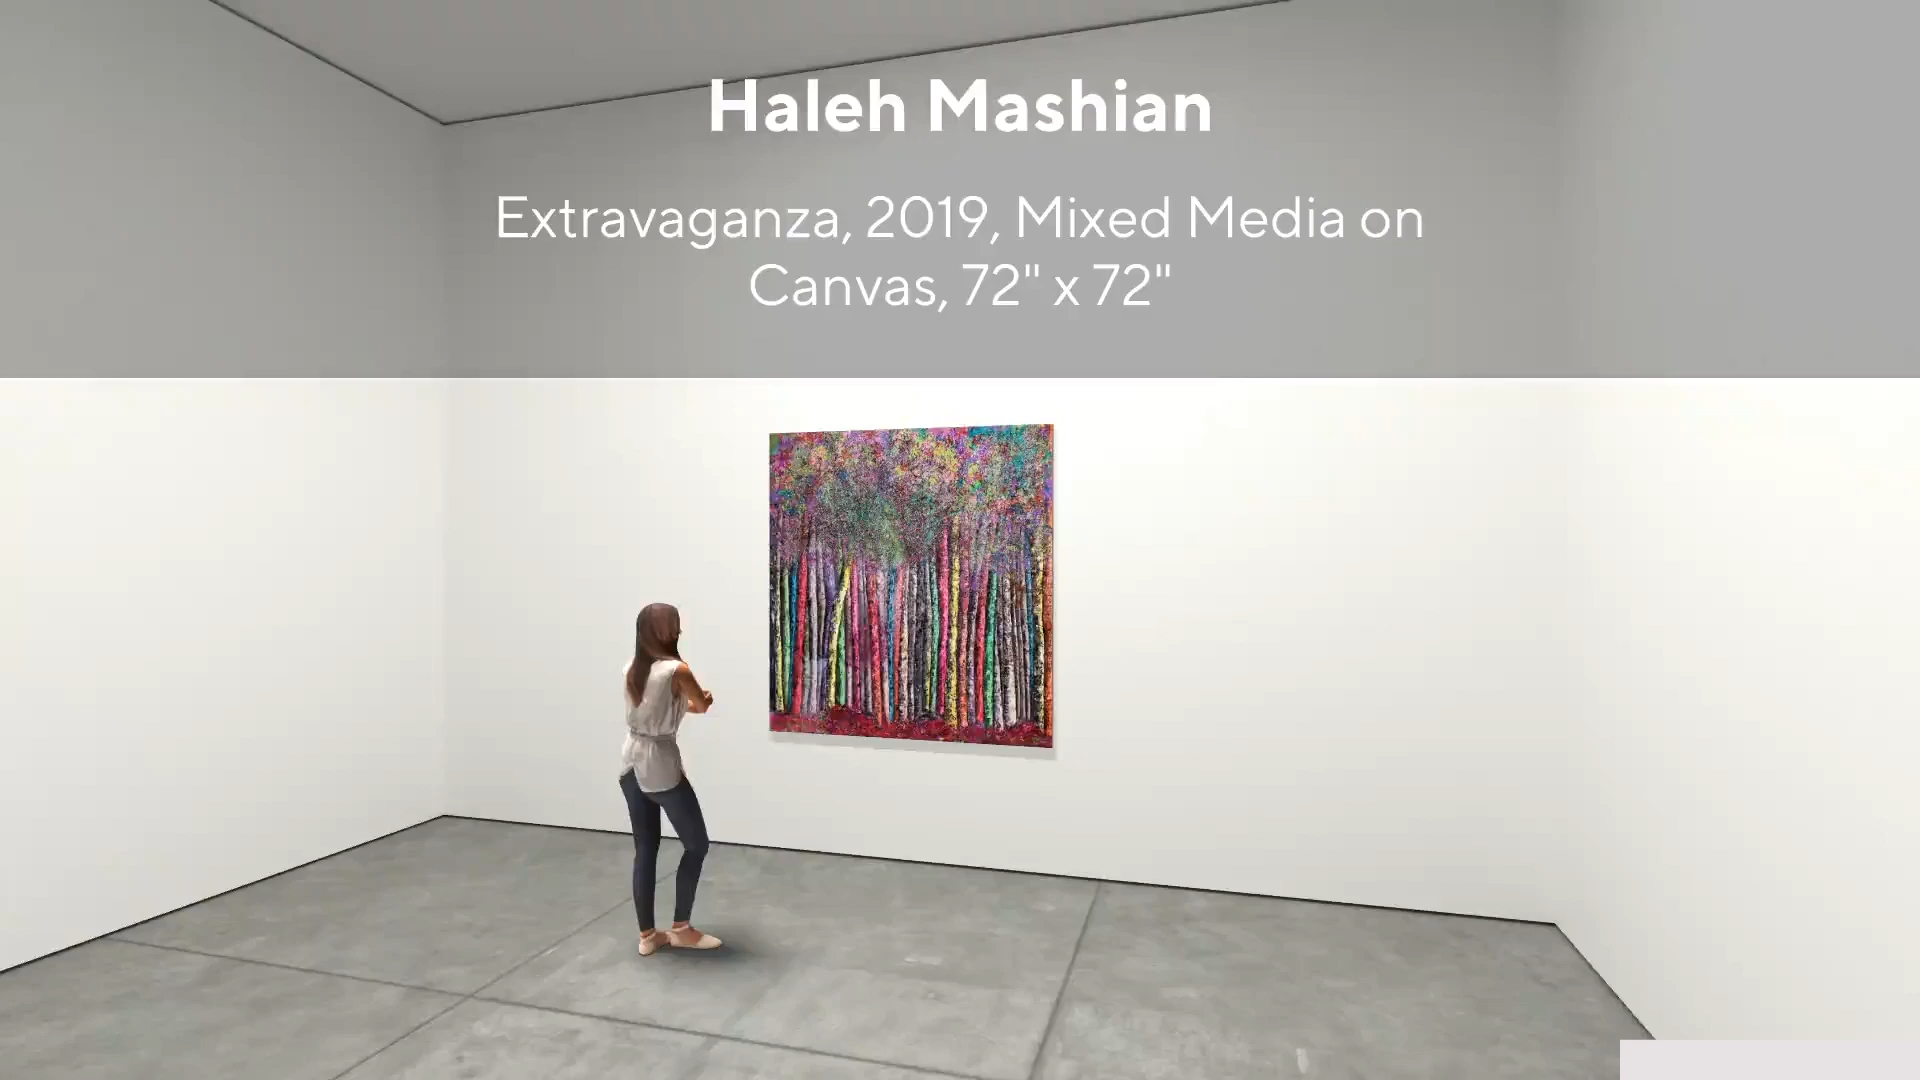 Haleh Mashian
Extravaganza, 2019, Mixed Media on
Canvas, 72" x 72"